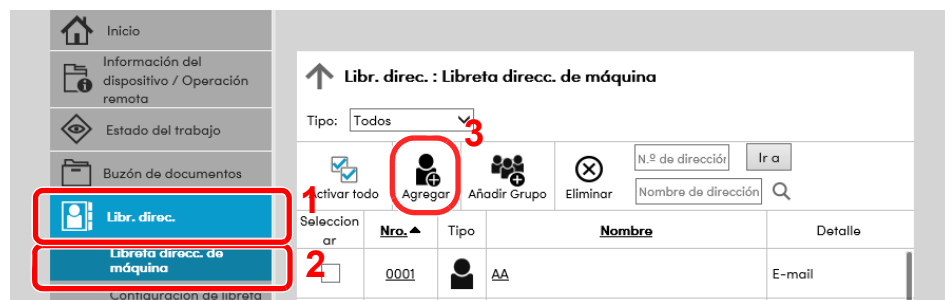 Inicio
Información del
dispositivo / Operación
remota
Estado del trabajo
Buzón de documentos
1
Libr. direc.
2
Libreta direcc. de
máquina
Configuración de libreta
Libr. direc. : Libreta direcc. de máquina
Tipo: Todos
3
Activar todo Agregar Añadir Grupo Eliminar
N.º de direcciór Ir a
Nombre de dirección
Seleccion
ar
Nro. Tipo Nombre Detalle
0001 AA E-mail